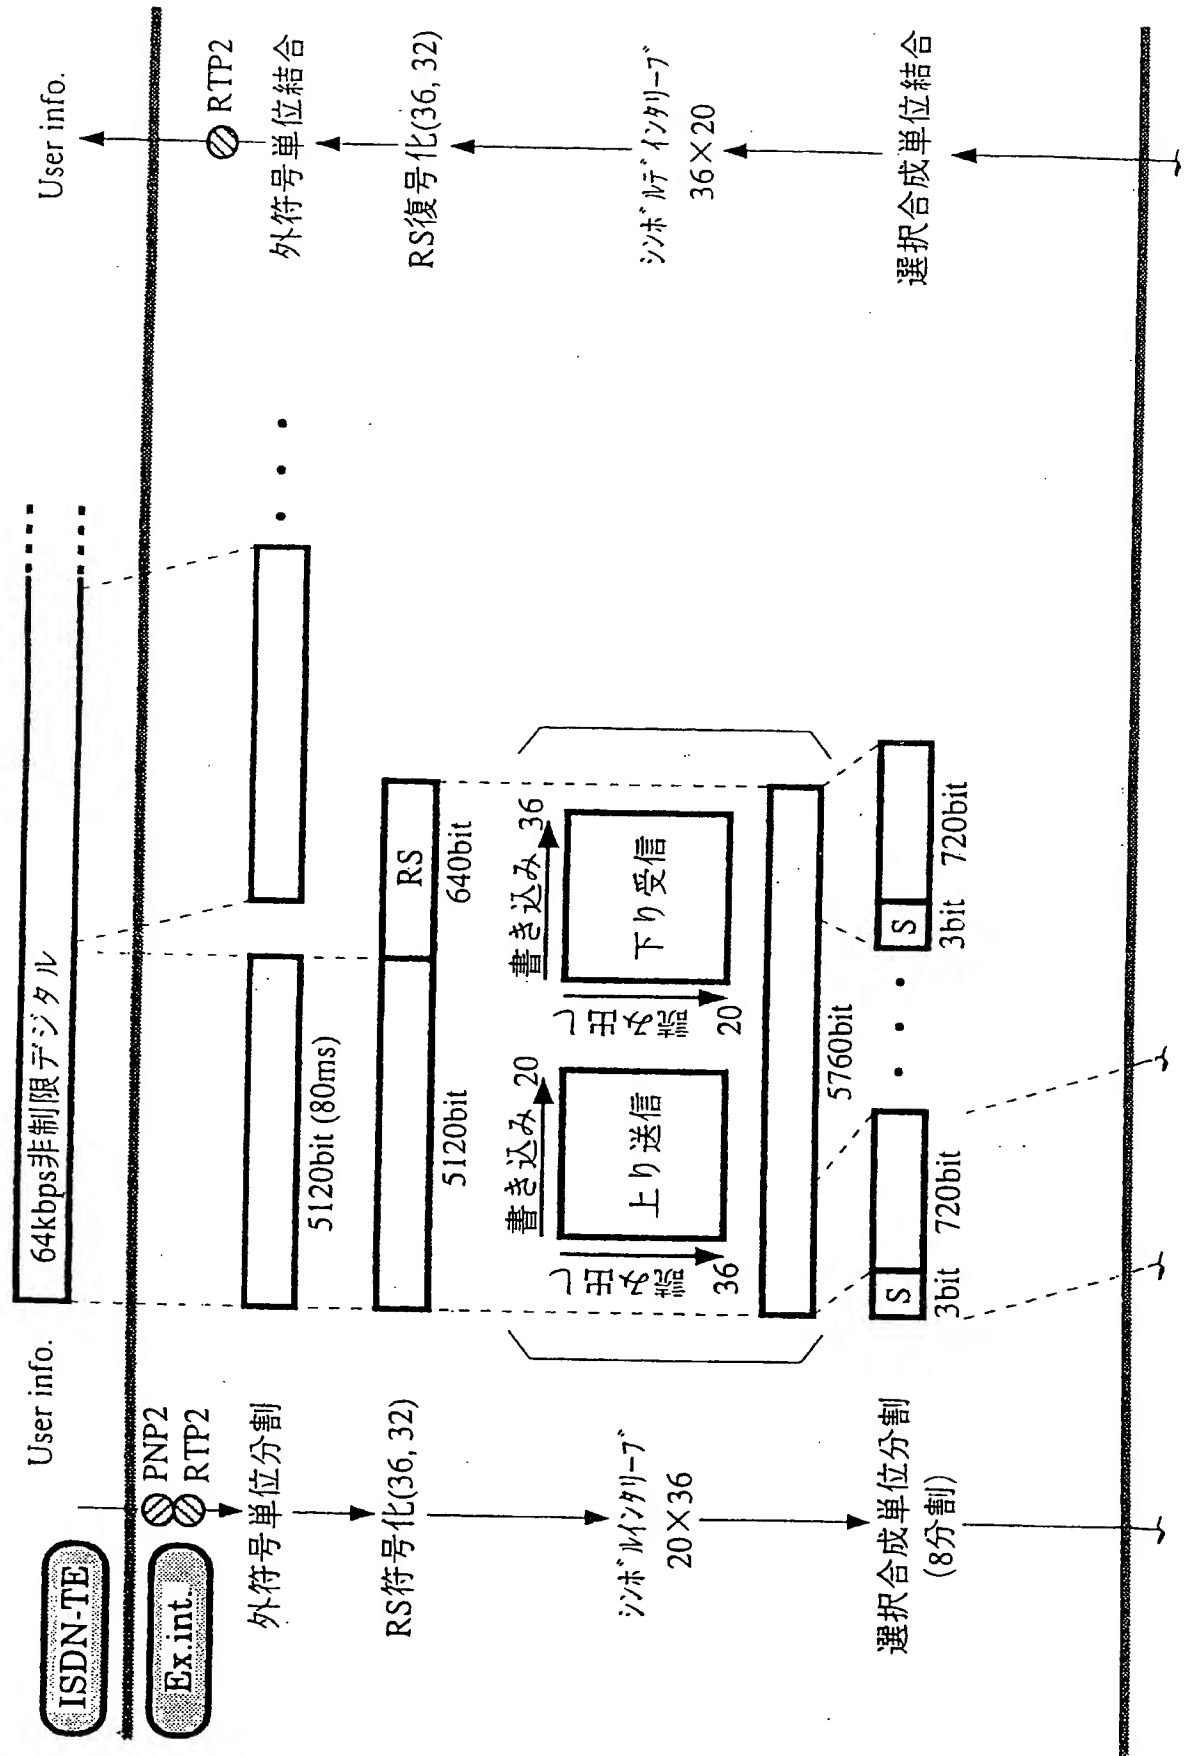 ISDN-TE
User info.
64kbps非制限デジタル
User info.
Ex.int.
PNP2
RTP2
RTP2
外符号単位分割
5120bit (80ms)
外符号単位結合
RS符号化(36, 32)
RS
5120bit
640bit
RS復号化(36, 32)
シンボルインタリーブ
20×36
書き込み 20
読み出し
36
上り送信
書き込み 36
読み出し
20
下り受信
シンボルデインタリーブ
36×20
5760bit
選択合成単位分割
(8分割)
S
3bit
720bit
S
3bit
720bit
選択合成単位結合